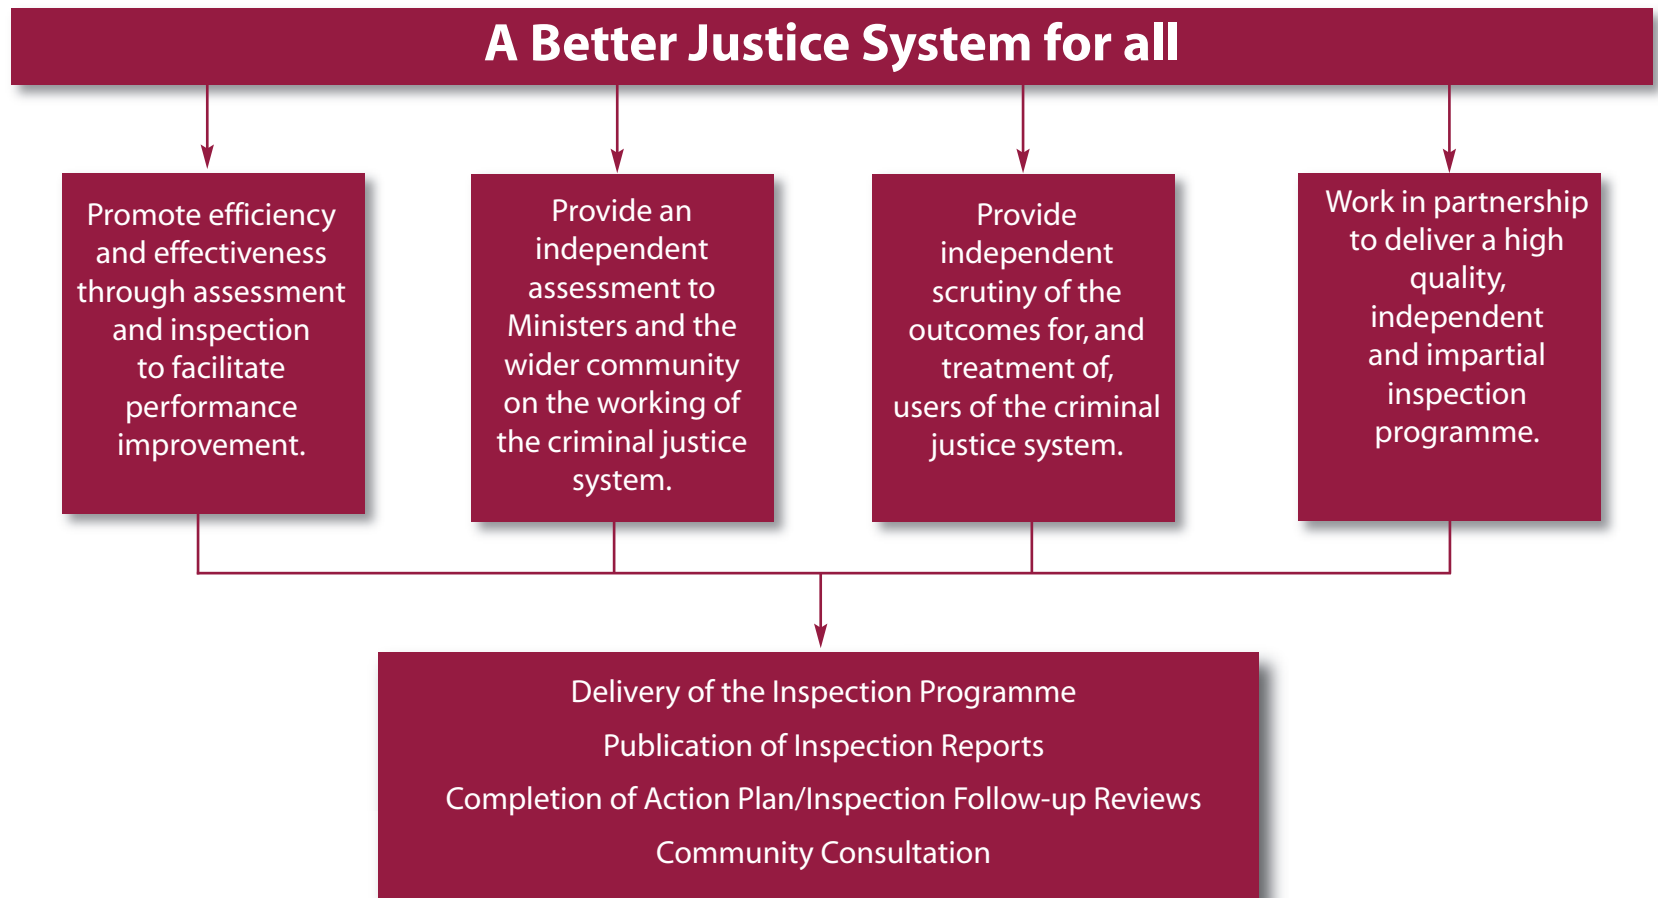 A Better Justice System for all
Promote efficiency
and effectiveness
through assessment
and inspection
to facilitate
performance
improvement.
Provide an
independent
assessment to
Ministers and the
wider community
on the working of
the criminal justice
system.
Provide
independent
scrutiny of the
outcomes for, and
treatment of,
users of the criminal
justice system.
Work in partnership
to deliver a high
quality,
independent
and impartial
inspection
programme.
Delivery of the Inspection Programme
Publication of Inspection Reports
Completion of Action Plan/Inspection Follow-up Reviews
Community Consultation